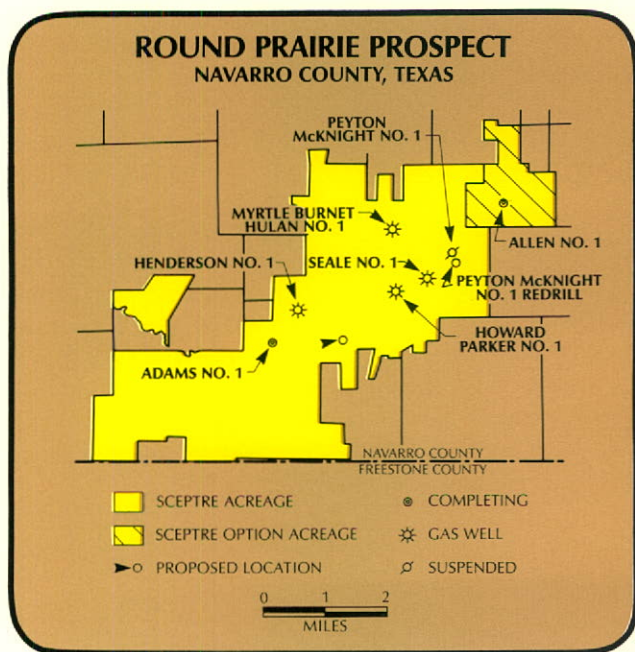 ROUND PRAIRIE PROSPECT
NAVARRO COUNTY, TEXAS
PEYTON
McKNIGHT NO. 1
MYRTLE BURNET
HULAN NO. 1
ALLEN NO. 1
HENDERSON NO. 1
SEALE NO. 1
PEYTON McKNIGHT
NO. 1 REDRILL
HOWARD
PARKER NO. 1
ADAMS NO. 1
NAVARRO COUNTY
FREESTONE COUNTY
SCEPTRE ACREAGE
COMPLETING
SCEPTRE OPTION ACREAGE
GAS WELL
PROPOSED LOCATION
SUSPENDED
0 1 2
MILES